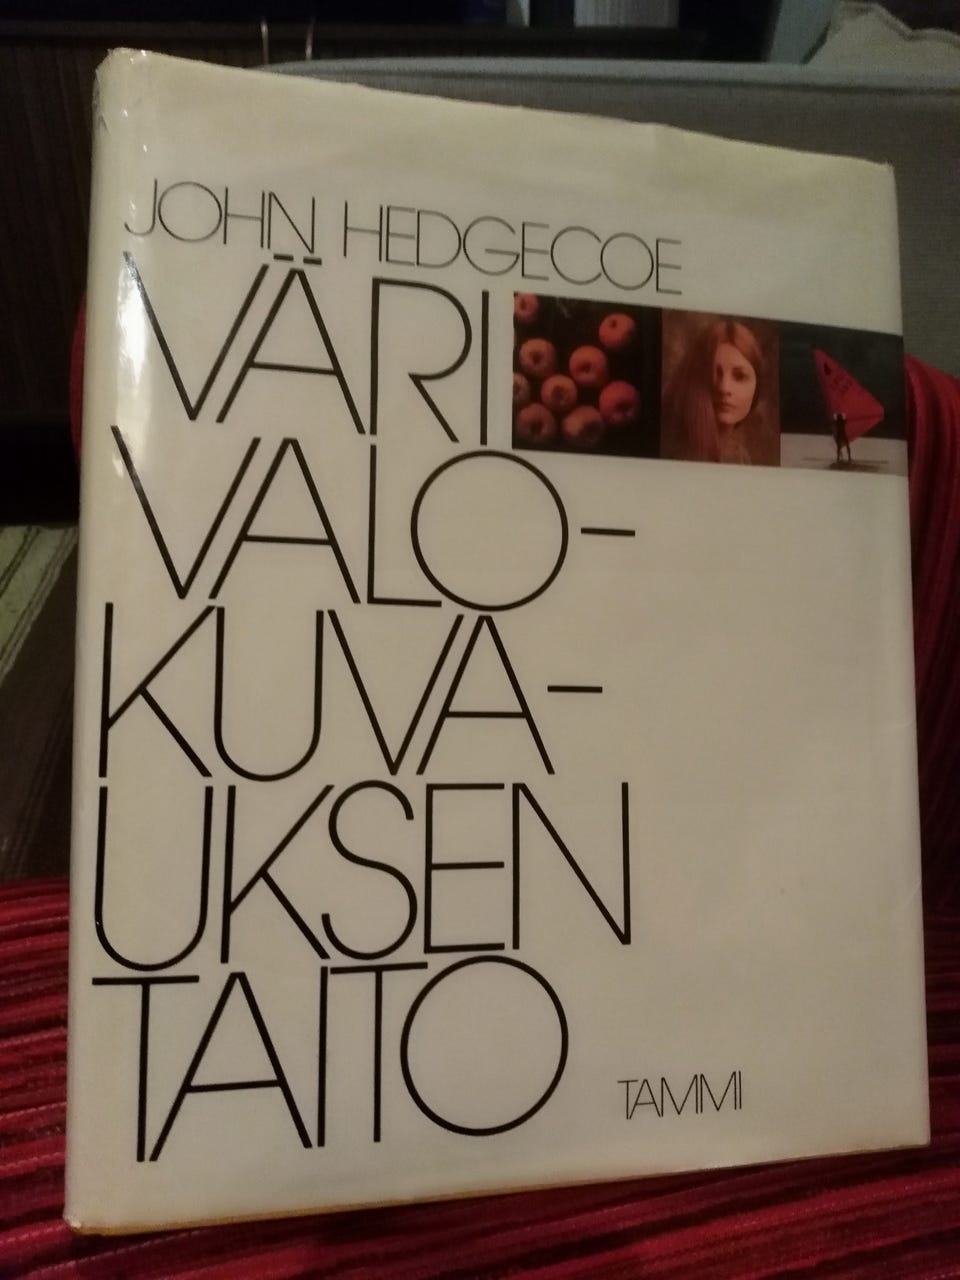 JOHN HEDGECOE
VÄRI
VALO-
KUVA-
UKSEN
TAITO
TAMMI